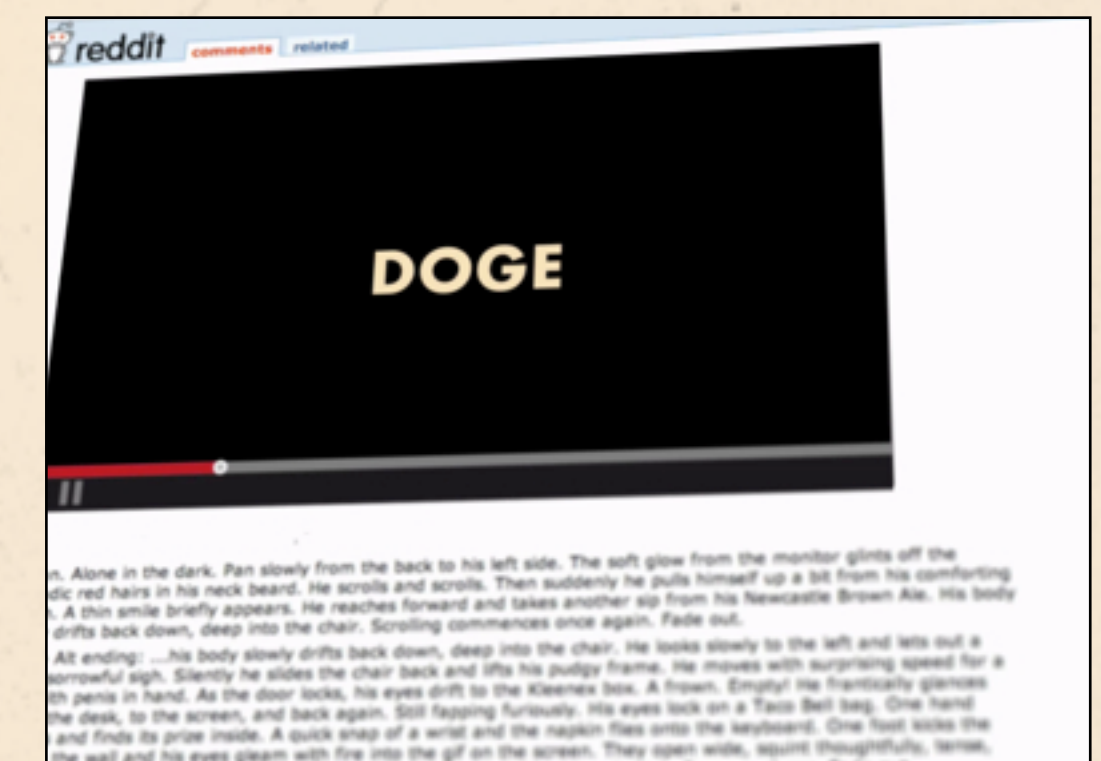 reddit comments related
DOGE
n. Alone in the dark. Pan slowly from the back to his left side. The soft glow from the monitor glints off the
dic red hairs in his neck beard. He scrolls and scrolls. Then suddenly he pulls himself up a bit from his comforting
. A thin smile briefly appears. He reaches forward and takes another sip from his Newcastle Brown Ale. His body
drifts back down, deep into the chair. Scrolling commences once again. Fade out.
Alt ending: ...his body slowly drifts back down, deep into the chair. He looks slowly to the left and lets out a
sorrowful sigh. Silently he slides the chair back and lifts his pudgy frame. He moves with surprising speed for a
th penis in hand. As the door locks, his eyes drift to the Kleenex box. A frown. Empty! He frantically glances
the desk, to the screen, and back again. Still fapping furiously. His eyes lock on a Taco Bell bag. One hand
and finds its prize inside. A quick snap of a wrist and the napkin flies onto the keyboard. One foot kicks the
the wall and his eyes gleam with fire into the gif on the screen. They open wide, squint thoughtfully, tense,